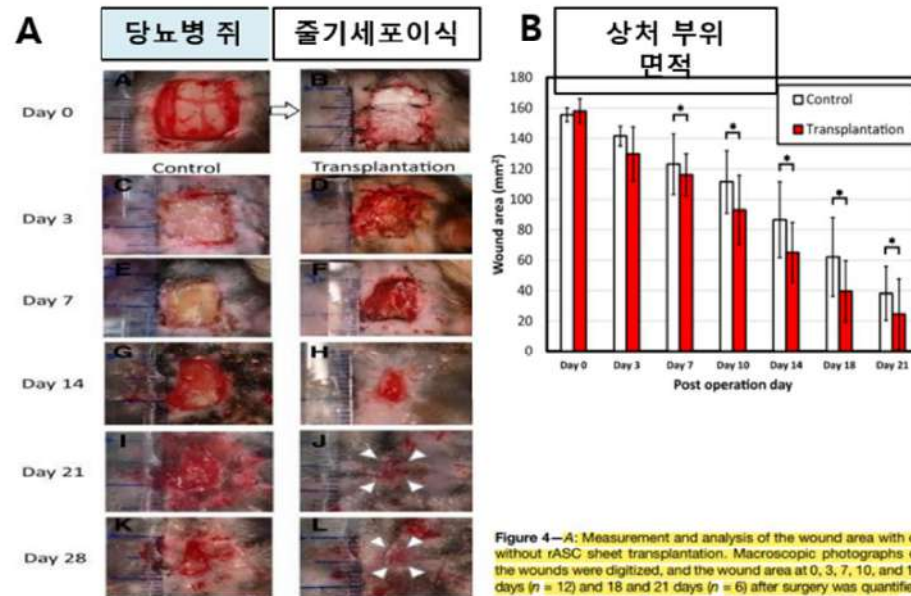 A
당뇨병 쥐
줄기세포이식
A
B
Day 0
Control
Transplantation
C
D
Day 3
E
F
Day 7
G
H
Day 14
I
J
Day 21
K
L
Day 28
B
상처 부위
면적
180
160
140
120
100
80
60
40
20
0
Wound area (mm²)
Control
Transplantation
*
*
*
*
*
Day 0
Day 3
Day 7
Day 10
Day 14
Day 18
Day 21
Post operation day
Figure 4—A: Measurement and analysis of the wound area with
without rASC sheet transplantation. Macroscopic photographs
the wounds were digitized, and the wound area at 0, 3, 7, 10, and
days (n = 12) and 18 and 21 days (n = 6) after surgery was quantifie